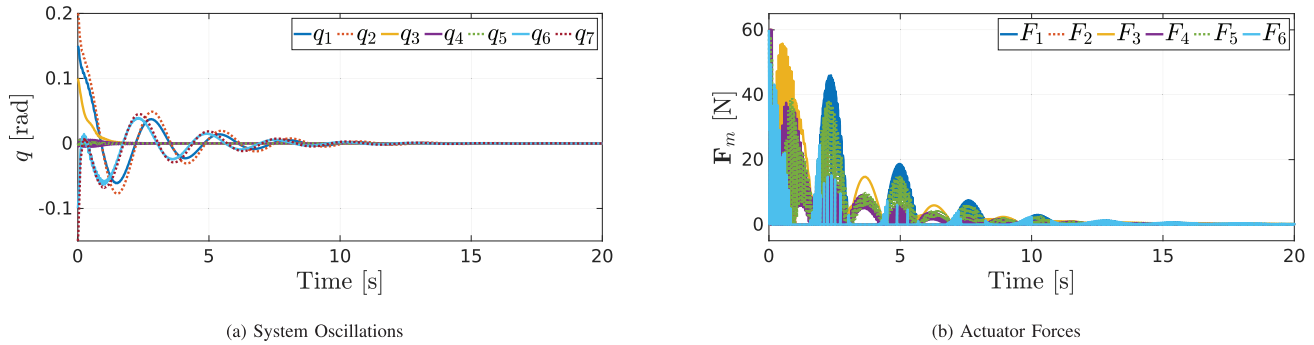 0.2
0.1
0
-0.1
q [rad]
q₁ q₂ q₃ q₄ q₅ q₆ q₇
0 5 10 15 20
Time [s]
(a) System Oscillations
60
40
20
0
Fₘ [N]
F₁ F₂ F₃ F₄ F₅ F₆
0 5 10 15 20
Time [s]
(b) Actuator Forces